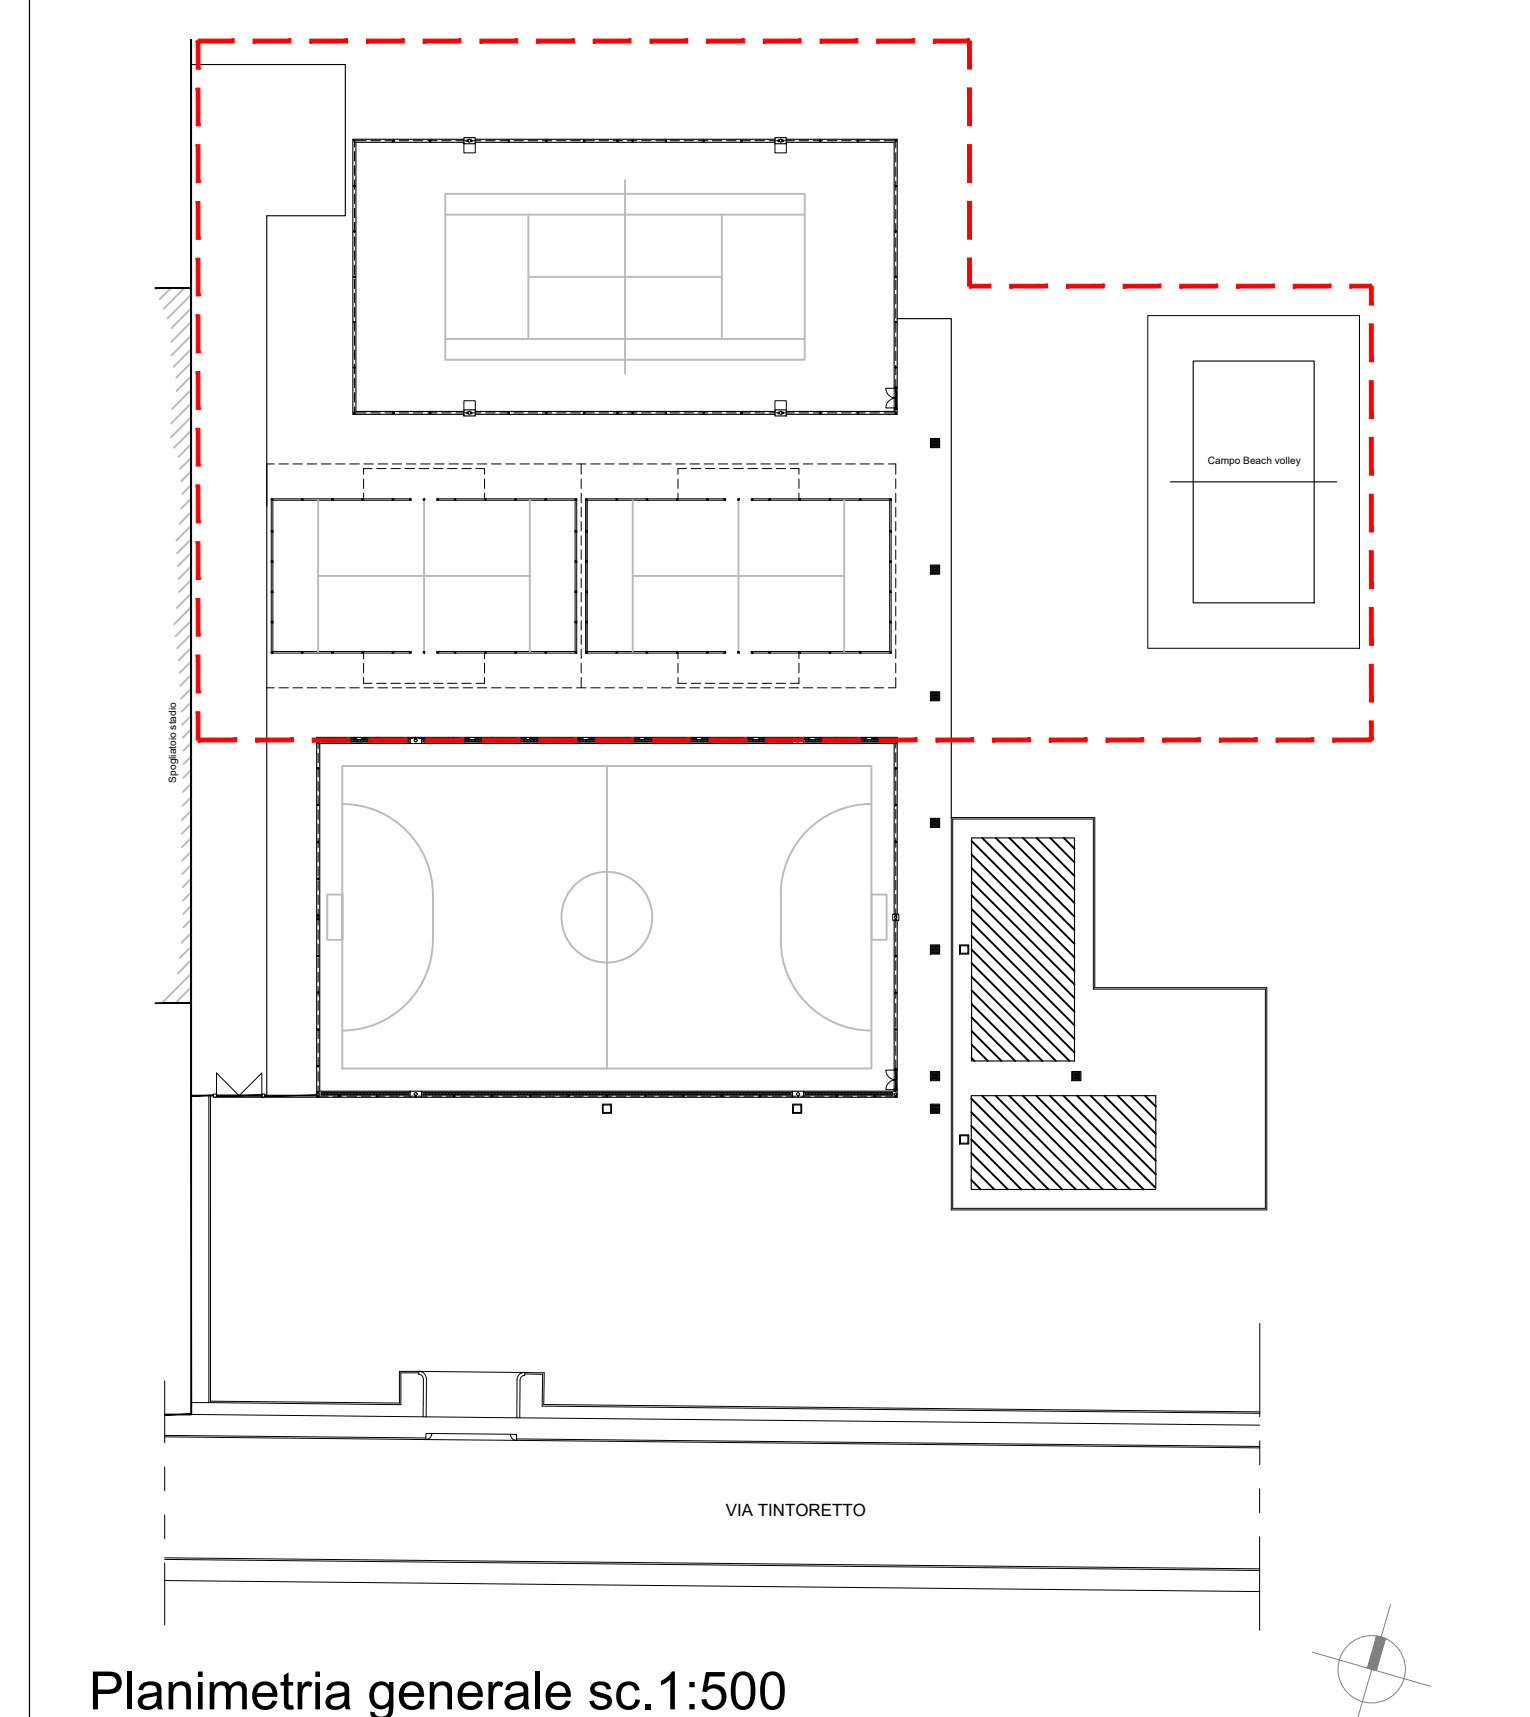 Campo Beach volley
Spogliatoio stadio
VIA TINTORETTO
Planimetria generale sc.1:500